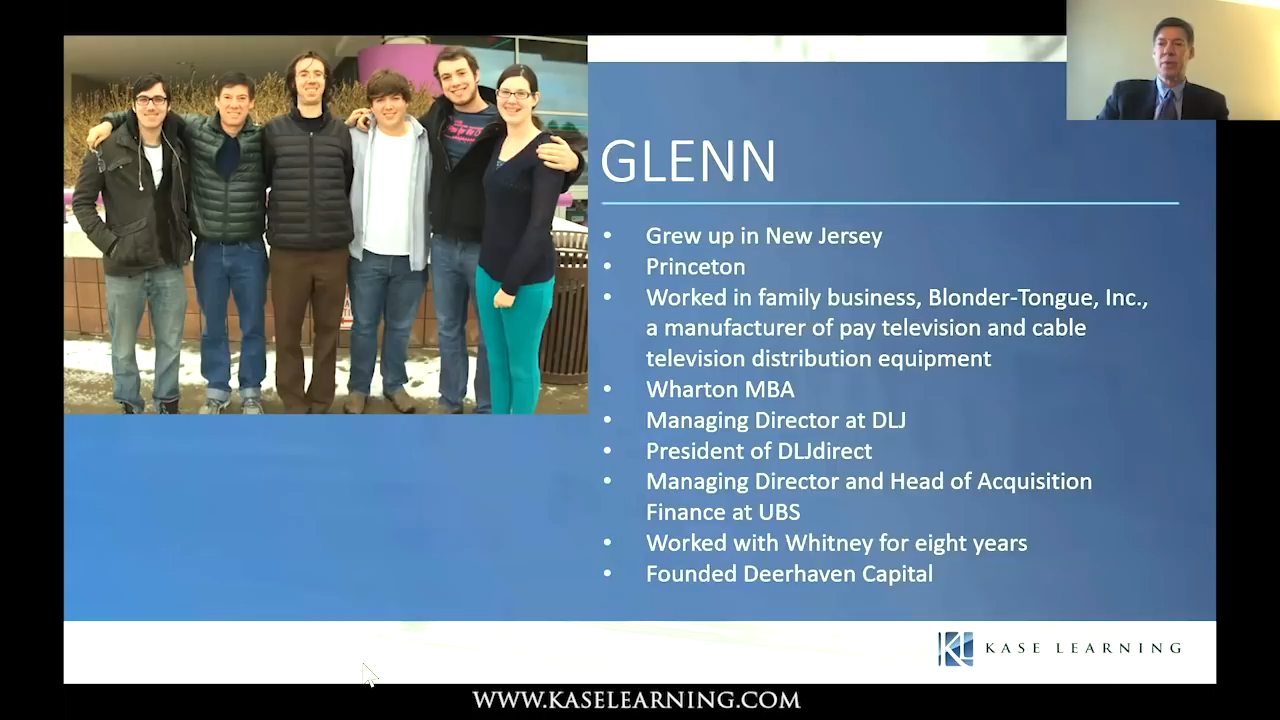 GLENN
• Grew up in New Jersey
• Princeton
• Worked in family business, Blonder-Tongue, Inc.,
a manufacturer of pay television and cable
television distribution equipment
• Wharton MBA
• Managing Director at DLJ
• President of DLJdirect
• Managing Director and Head of Acquisition
Finance at UBS
• Worked with Whitney for eight years
• Founded Deerhaven Capital
KL KASE LEARNING
WWW.KASELEARNING.COM